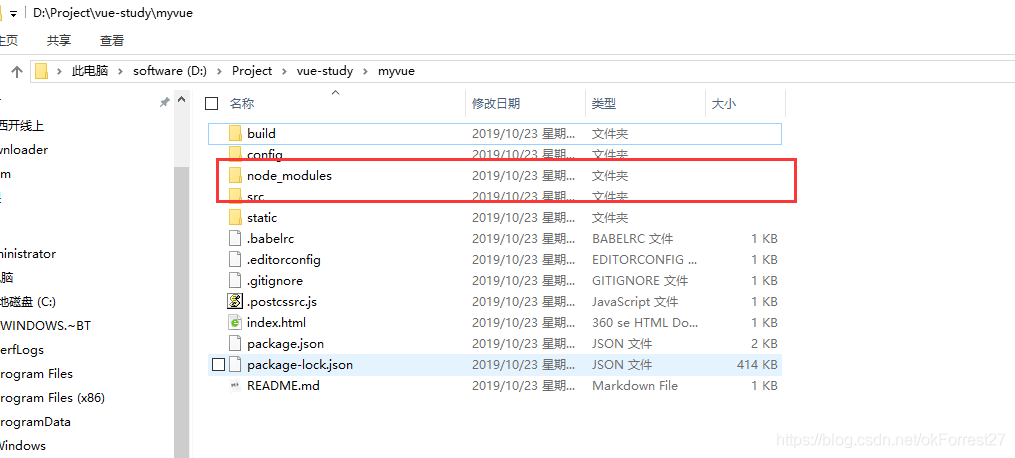 D:\Project\vue-study\myvue
主页 共享 查看
此电脑 > software (D:) > Project > vue-study > myvue
名称 修改日期 类型 大小
西开线上
wnloader
m
build 2019/10/23 星期... 文件夹
config 2019/10/23 星期... 文件夹
node_modules 2019/10/23 星期... 文件夹
src 2019/10/23 星期... 文件夹
static 2019/10/23 星期... 文件夹
.babelrc 2019/10/23 星期... BABELRC 文件 1 KB
ministrator
.editorconfig 2019/10/23 星期... EDITORCONFIG ... 1 KB
脑
.gitignore 2019/10/23 星期... GITIGNORE 文件 1 KB
地磁盘 (C:)
.postcssrc.js 2019/10/23 星期... JavaScript 文件 1 KB
WINDOWS.~BT
index.html 2019/10/23 星期... 360 se HTML Do... 1 KB
erfLogs
package.json 2019/10/23 星期... JSON 文件 2 KB
rogram Files
package-lock.json 2019/10/23 星期... JSON 文件 414 KB
README.md 2019/10/23 星期... Markdown File 1 KB
rogram Files (x86)
rogramData
Windows
https://blog.csdn.net/okForrest27